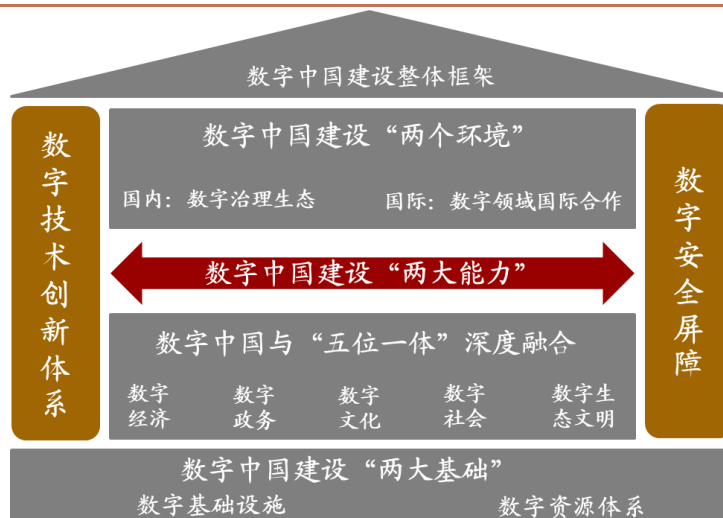 数字中国建设整体框架
数字技术创新体系
数字中国建设“两个环境”
国内：数字治理生态
国际：数字领域国际合作
数字中国建设“两大能力”
数字中国与“五位一体”深度融合
数字
经济
数字
政务
数字
文化
数字
社会
数字生
态文明
数字安全屏障
数字中国建设“两大基础”
数字基础设施
数字资源体系